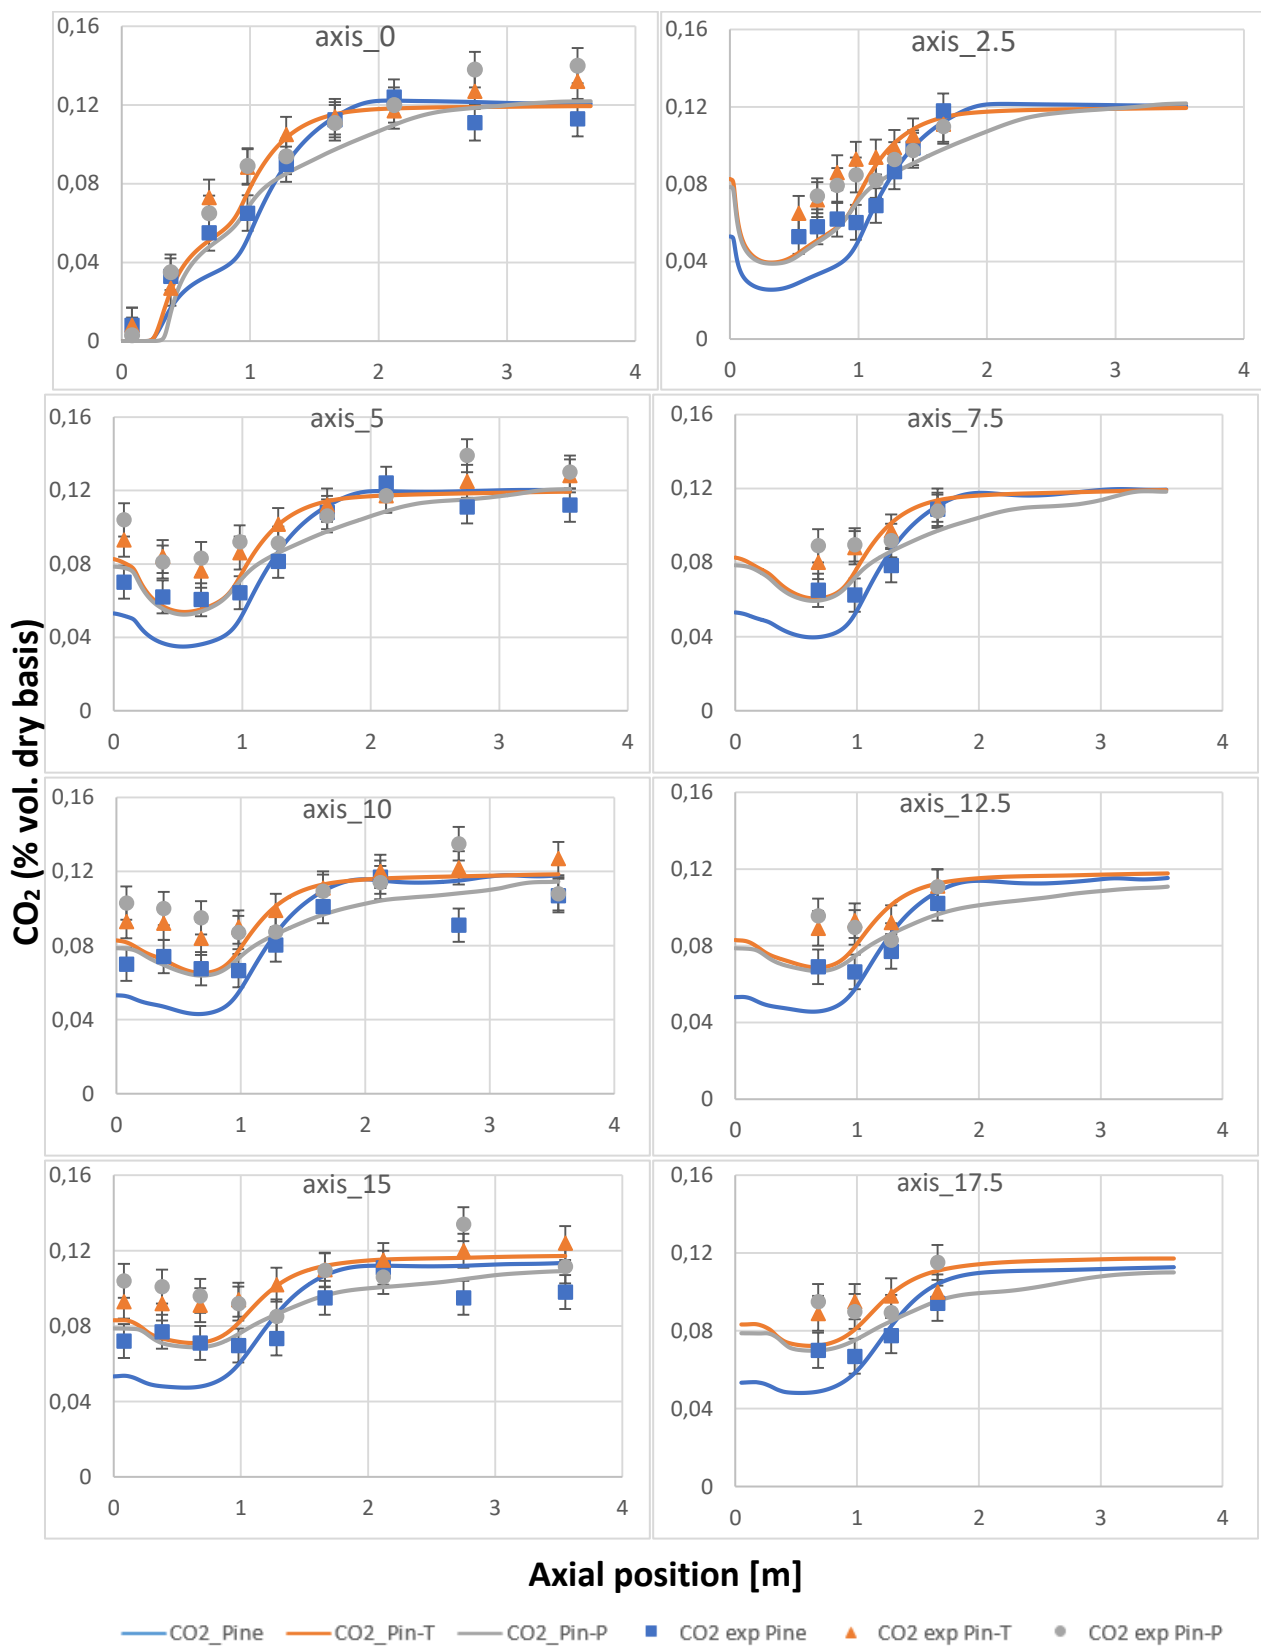 axis_0
0,16
0,12
0,08
0,04
0
0 1 2 3 4
axis_2.5
0,16
0,12
0,08
0,04
0
0 1 2 3 4
axis_5
0,16
0,12
0,08
0,04
0
0 1 2 3 4
axis_7.5
0,16
0,12
0,08
0,04
0
0 1 2 3 4
axis_10
0,16
0,12
0,08
0,04
0
0 1 2 3 4
axis_12.5
0,16
0,12
0,08
0,04
0
0 1 2 3 4
axis_15
0,16
0,12
0,08
0,04
0
0 1 2 3 4
axis_17.5
0,16
0,12
0,08
0,04
0
0 1 2 3 4
CO₂ (% vol. dry basis)
Axial position [m]
CO2_Pine CO2_Pin-T CO2_Pin-P CO2 exp Pine CO2 exp Pin-T CO2 exp Pin-P